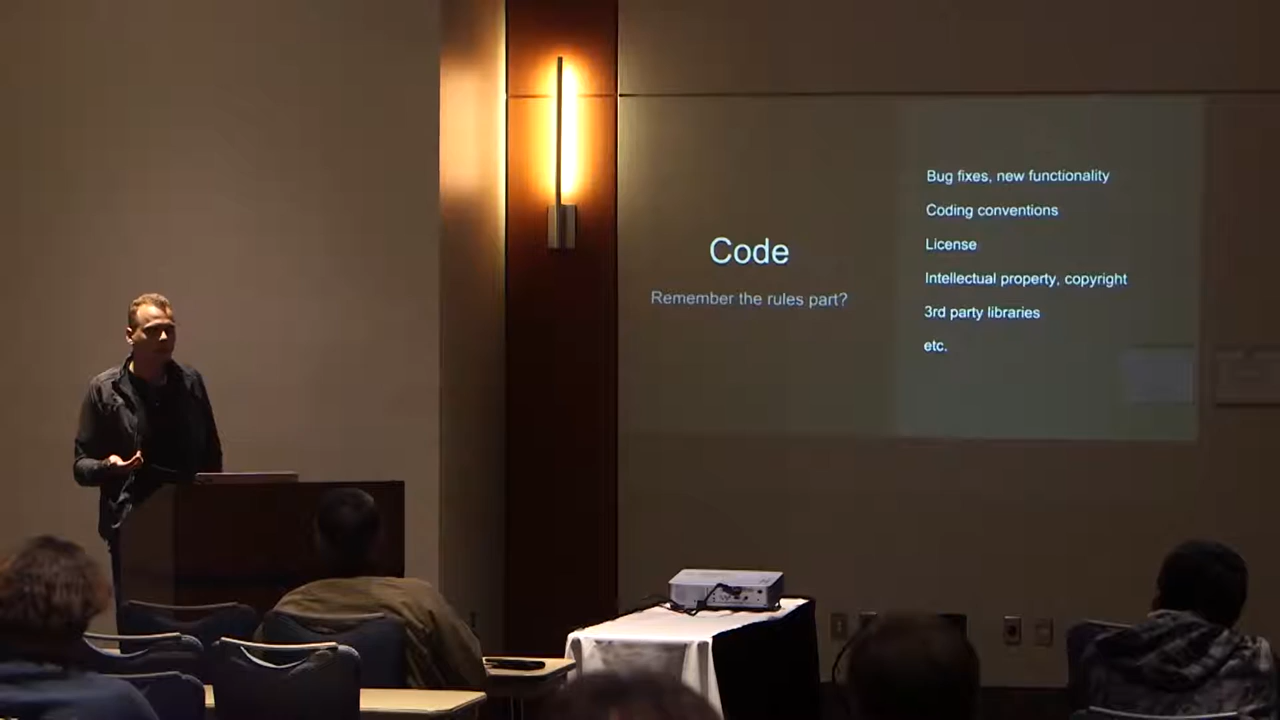 Code
Remember the rules part?
Bug fixes, new functionality
Coding conventions
License
Intellectual property, copyright
3rd party libraries
etc.